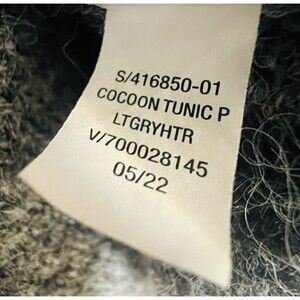 S/416850-01
COCOON TUNIC P
LTGRYHTR
V/700028145
05/22